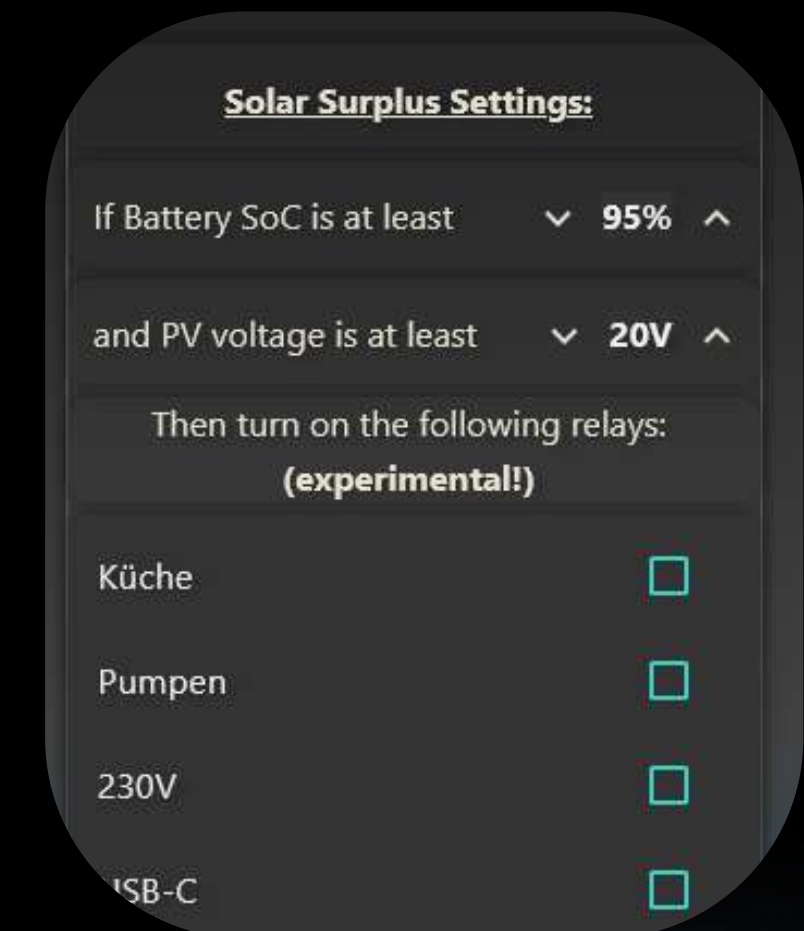 Solar Surplus Settings:
If Battery SoC is at least 95%
and PV voltage is at least 20V
Then turn on the following relays:
(experimental!)
Küche
Pumpen
230V
USB-C